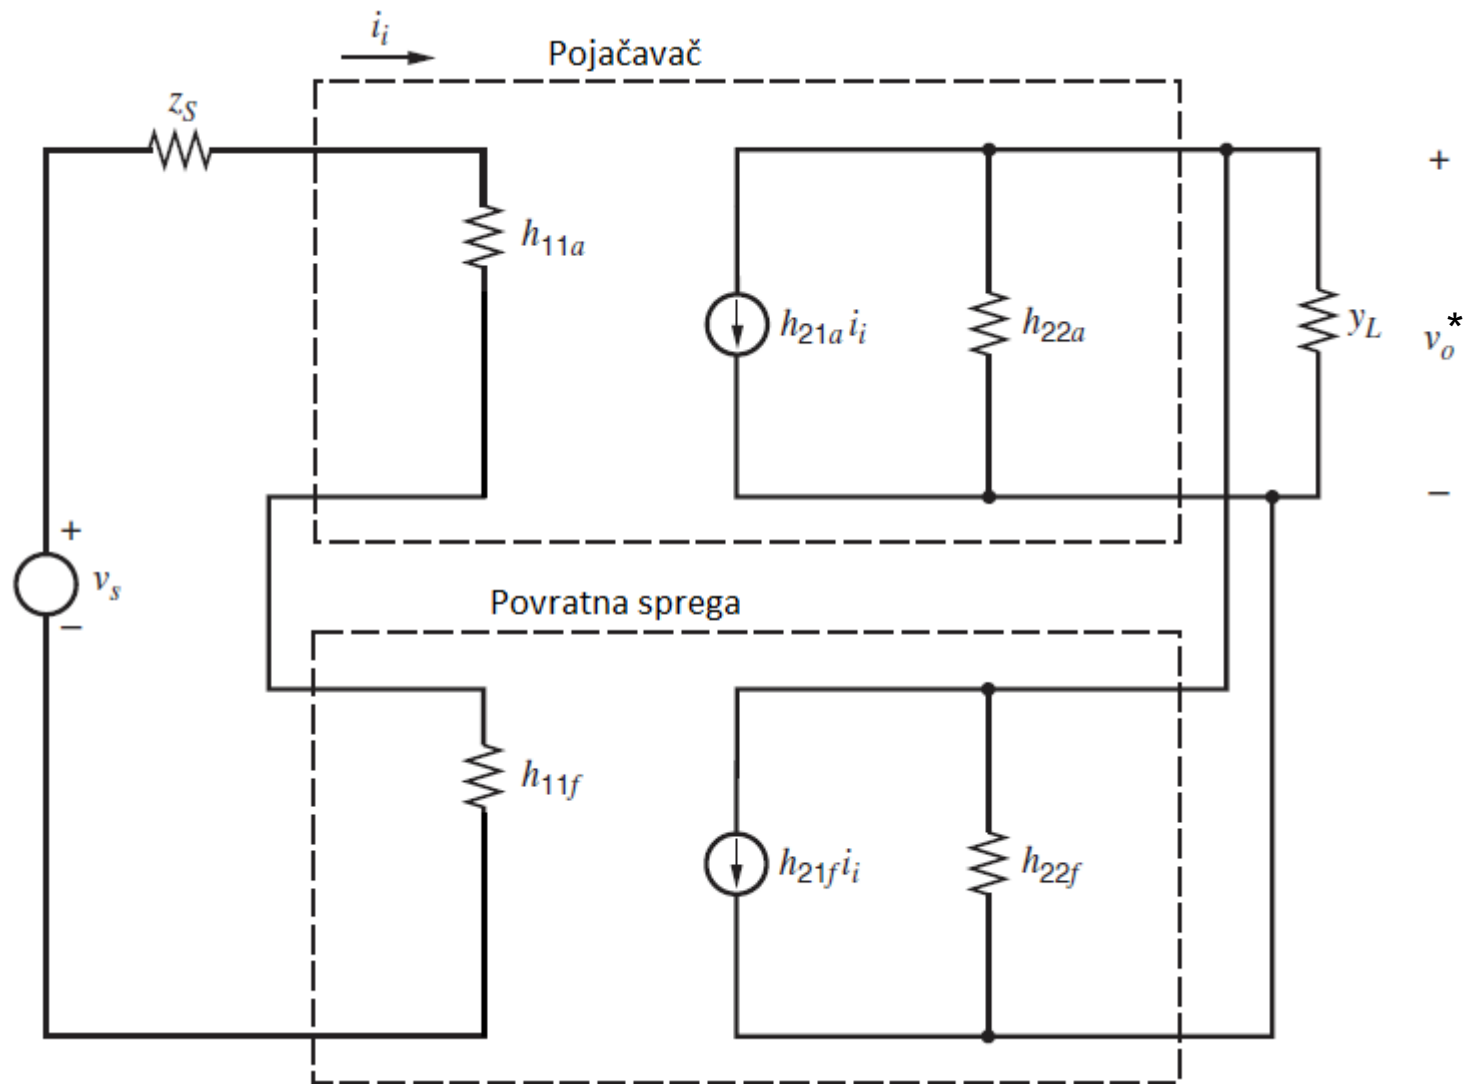 i_i
Pojačavač
z_S
h_11a
h_21a i_i
h_22a
y_L
+
v_o*
−
+
v_s
−
Povratna sprega
h_11f
h_21f i_i
h_22f